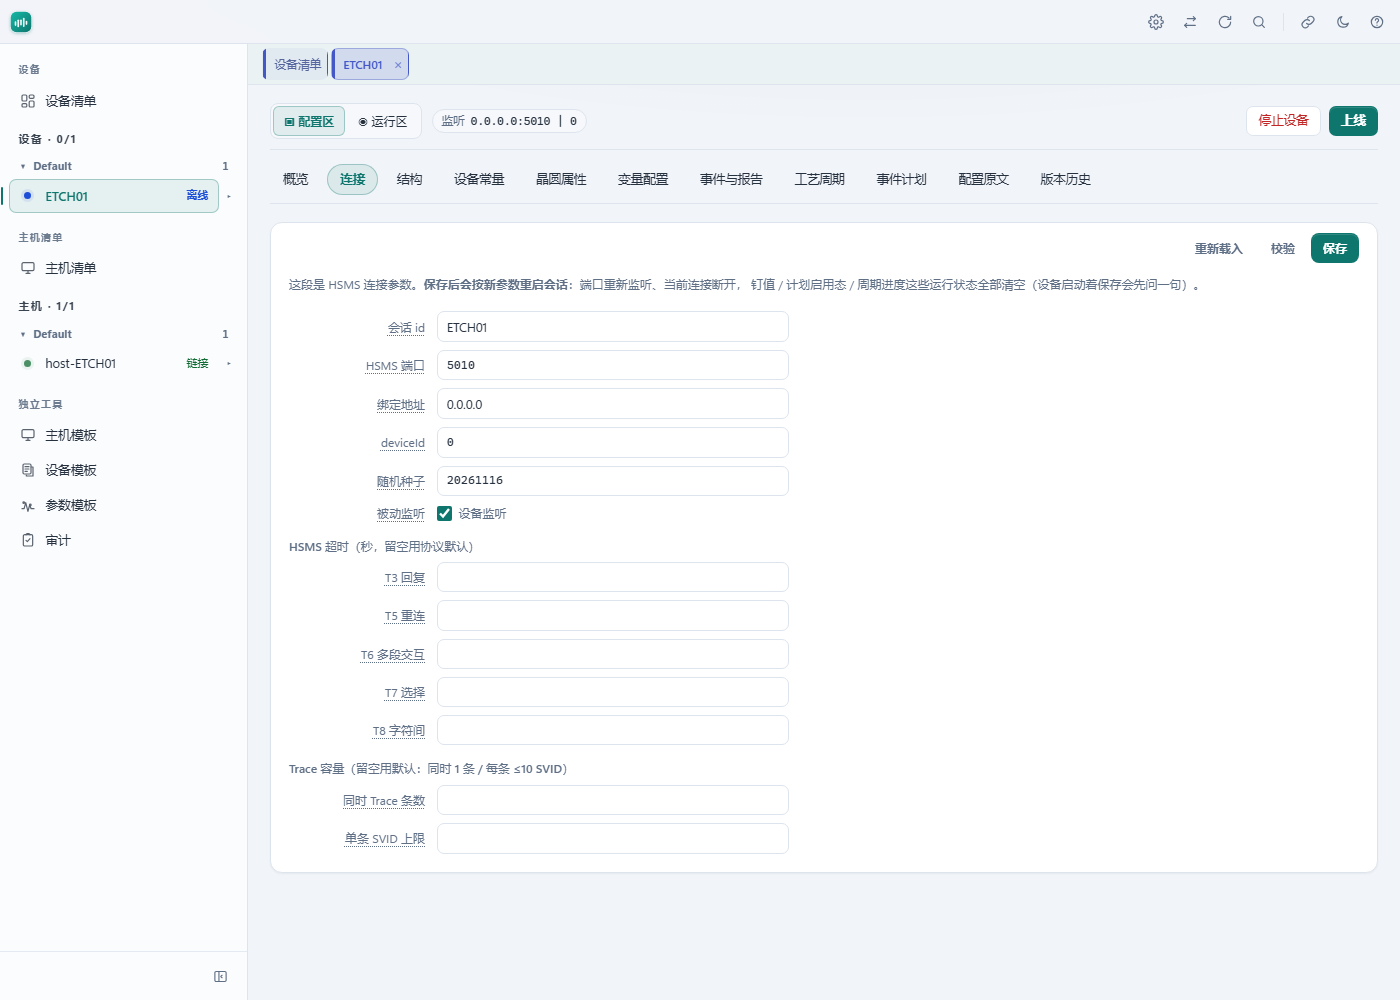 设备
设备清单
设备 · 0/1
Default 1
ETCH01 离线
主机清单
主机清单
主机 · 1/1
Default 1
host-ETCH01 链接
独立工具
主机模板
设备模板
参数模板
审计
设备清单 ETCH01 ×
配置区 运行区 监听 0.0.0.0:5010 | 0 停止设备 上线
概览 连接 结构 设备常量 晶圆属性 变量配置 事件与报告 工艺周期 事件计划 配置原文 版本历史
重新载入 校验 保存
这段是 HSMS 连接参数。保存后会按新参数重启会话：端口重新监听、当前连接断开， 钉值 / 计划启用态 / 周期进度这些运行状态全部清空（设备启动着保存会先问一句）。
会话 id ETCH01
HSMS 端口 5010
绑定地址 0.0.0.0
deviceId 0
随机种子 20261116
被动监听 设备监听
HSMS 超时（秒，留空用协议默认）
T3 回复
T5 重连
T6 多段交互
T7 选择
T8 字符间
Trace 容量（留空用默认：同时 1 条 / 每条 ≤10 SVID）
同时 Trace 条数
单条 SVID 上限